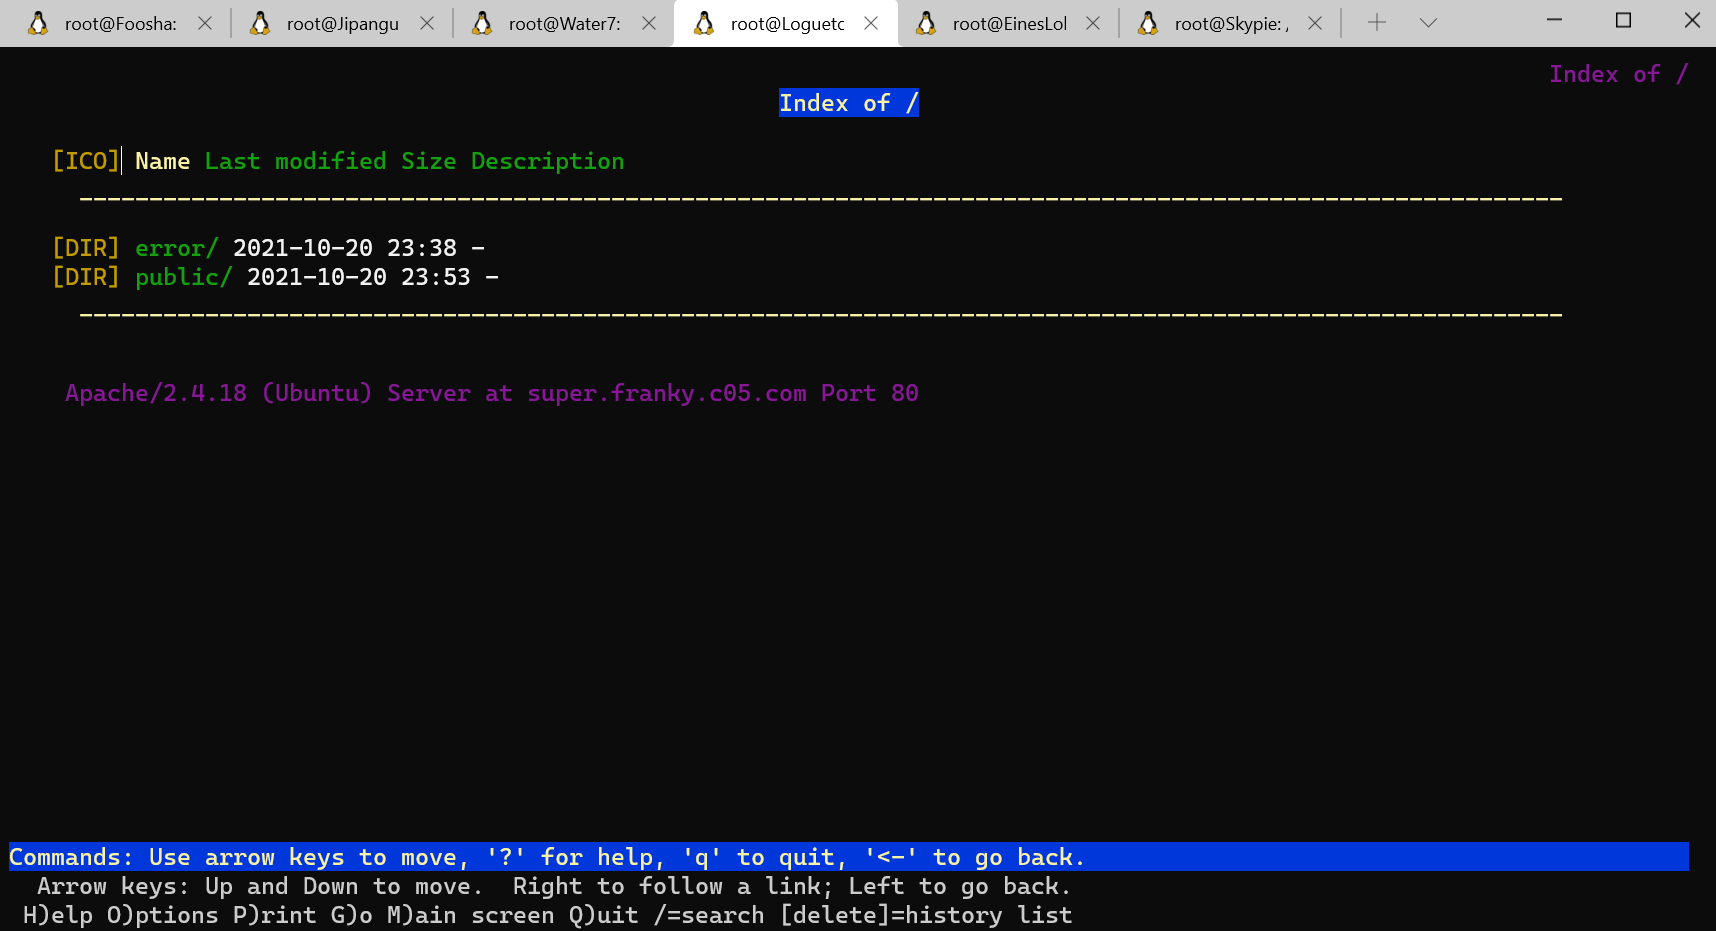 root@Foosha: root@Jipangu root@Water7: root@Loguetc root@EinesLol root@Skypie: /
Index of /
Index of /
[ICO] Name Last modified Size Description
[DIR] error/ 2021-10-20 23:38 -
[DIR] public/ 2021-10-20 23:53 -
Apache/2.4.18 (Ubuntu) Server at super.franky.c05.com Port 80
Commands: Use arrow keys to move, '?' for help, 'q' to quit, '<-' to go back.
Arrow keys: Up and Down to move. Right to follow a link; Left to go back.
H)elp O)ptions P)rint G)o M)ain screen Q)uit /=search [delete]=history list